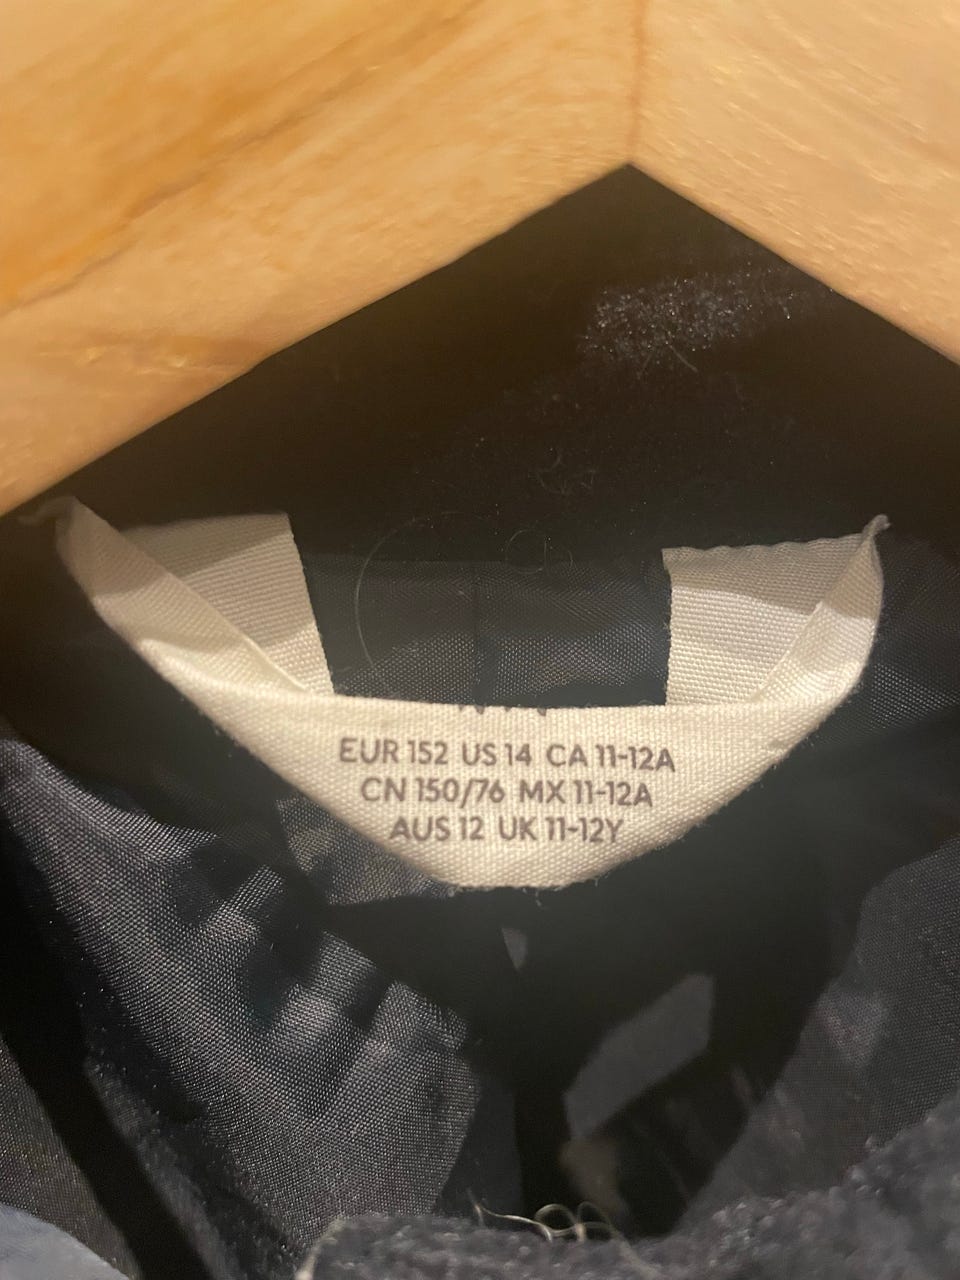 EUR 152 US 14 CA 11-12A
CN 150/76 MX 11-12A
AUS 12 UK 11-12Y